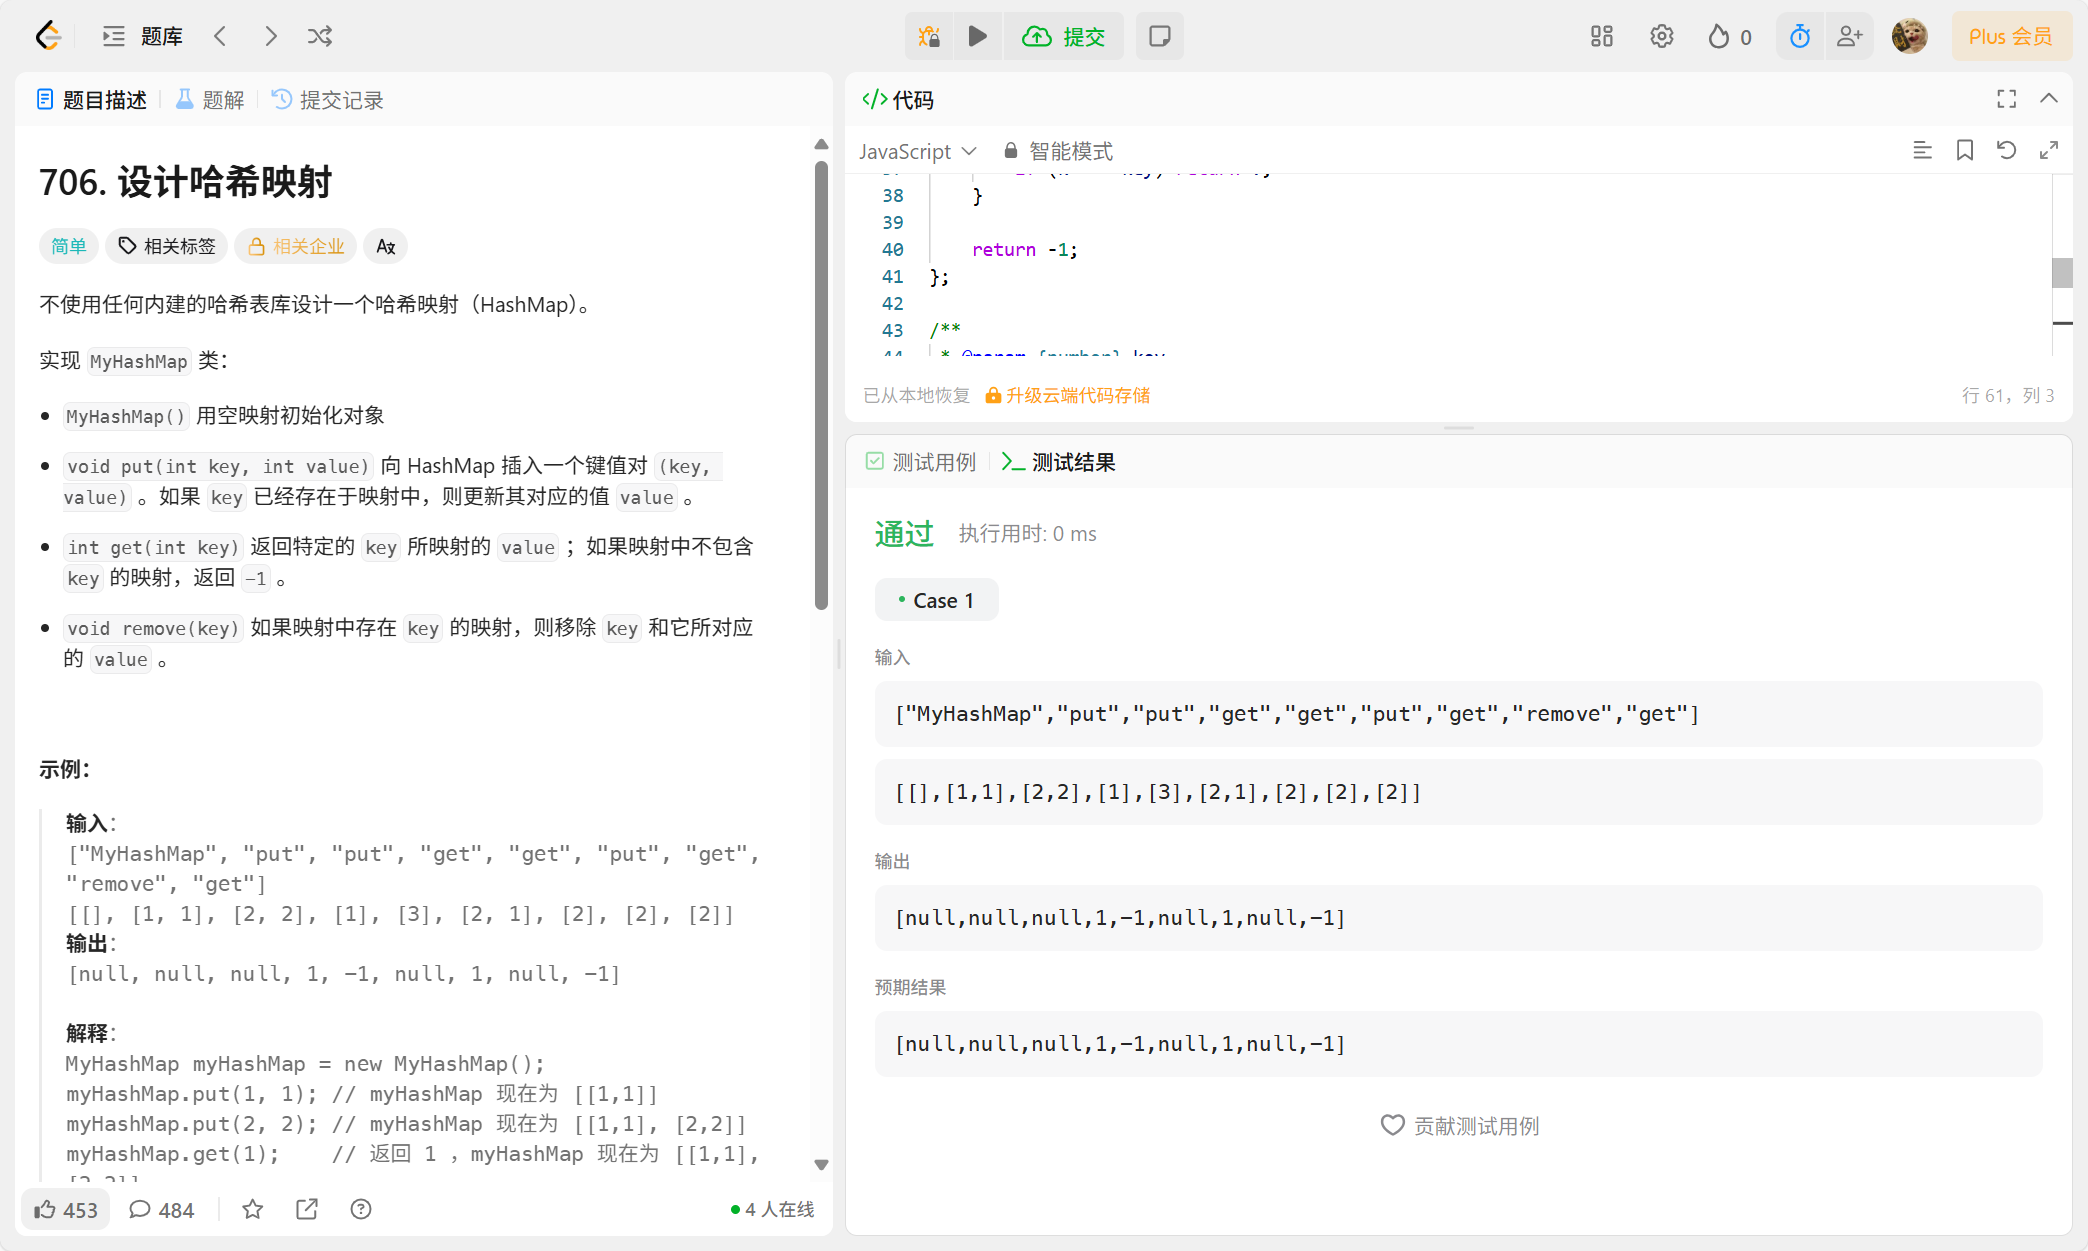 题库
提交
0
Plus 会员
题目描述
题解
提交记录
706. 设计哈希映射
简单
相关标签
相关企业
不使用任何内建的哈希表库设计一个哈希映射（HashMap）。
实现 MyHashMap 类：
MyHashMap() 用空映射初始化对象
void put(int key, int value) 向 HashMap 插入一个键值对 (key,
value) 。如果 key 已经存在于映射中，则更新其对应的值 value 。
int get(int key) 返回特定的 key 所映射的 value ；如果映射中不包含
key 的映射，返回 -1 。
void remove(key) 如果映射中存在 key 的映射，则移除 key 和它所对应
的 value 。
示例：
输入：
["MyHashMap", "put", "put", "get", "get", "put", "get",
"remove", "get"]
[[], [1, 1], [2, 2], [1], [3], [2, 1], [2], [2], [2]]
输出：
[null, null, null, 1, -1, null, 1, null, -1]
解释：
MyHashMap myHashMap = new MyHashMap();
myHashMap.put(1, 1); // myHashMap 现在为 [[1,1]]
myHashMap.put(2, 2); // myHashMap 现在为 [[1,1], [2,2]]
myHashMap.get(1);    // 返回 1 ，myHashMap 现在为 [[1,1],
453
484
4 人在线
代码
JavaScript
智能模式
38 }
39
40 return -1;
41 };
42
43 /**
44 * @param {number} key
已从本地恢复
升级云端代码存储
行 61，列 3
测试用例
测试结果
通过
执行用时: 0 ms
Case 1
输入
["MyHashMap","put","put","get","get","put","get","remove","get"]
[[],[1,1],[2,2],[1],[3],[2,1],[2],[2],[2]]
输出
[null,null,null,1,-1,null,1,null,-1]
预期结果
[null,null,null,1,-1,null,1,null,-1]
贡献测试用例